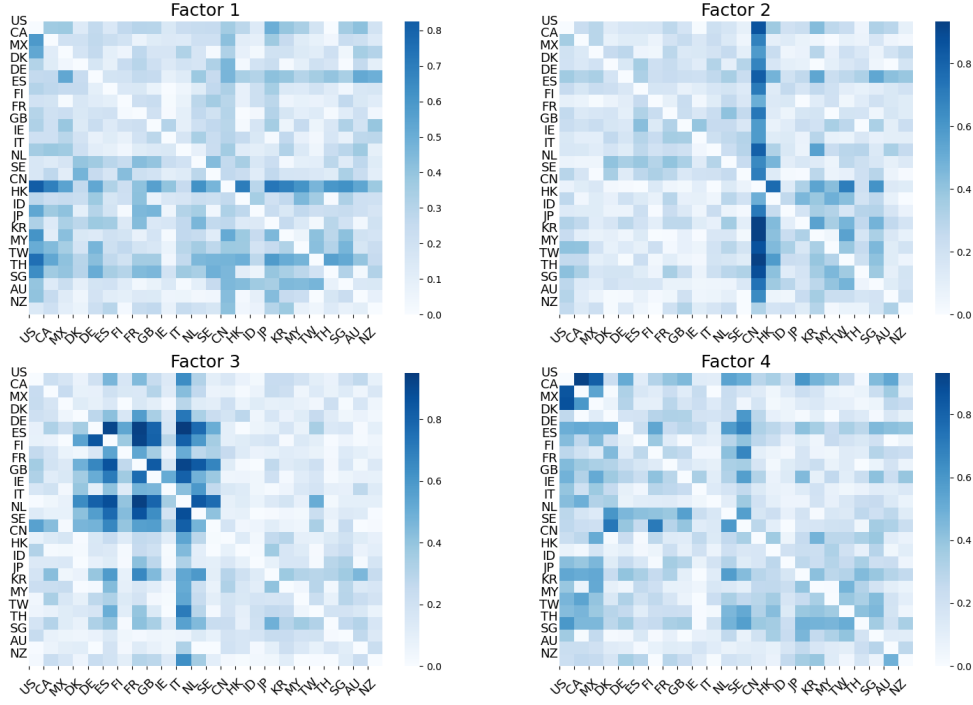 Factor 1
US
CA
MX
DK
DE
ES
FI
FR
GB
IE
IT
NL
SE
CN
HK
ID
JP
KR
MY
TW
TH
SG
AU
NZ
US CA MX DK DE ES FI FR GB IE IT NL SE CN HK ID JP KR MY TW TH SG AU NZ
0.8
0.7
0.6
0.5
0.4
0.3
0.2
0.1
0.0
Factor 2
US
CA
MX
DK
DE
ES
FI
FR
GB
IE
IT
NL
SE
CN
HK
ID
JP
KR
MY
TW
TH
SG
AU
NZ
US CA MX DK DE ES FI FR GB IE IT NL SE CN HK ID JP KR MY TW TH SG AU NZ
0.8
0.6
0.4
0.2
0.0
Factor 3
US
CA
MX
DK
DE
ES
FI
FR
GB
IE
IT
NL
SE
CN
HK
ID
JP
KR
MY
TW
TH
SG
AU
NZ
US CA MX DK DE ES FI FR GB IE IT NL SE CN HK ID JP KR MY TW TH SG AU NZ
0.8
0.6
0.4
0.2
0.0
Factor 4
US
CA
MX
DK
DE
ES
FI
FR
GB
IE
IT
NL
SE
CN
HK
ID
JP
KR
MY
TW
TH
SG
AU
NZ
US CA MX DK DE ES FI FR GB IE IT NL SE CN HK ID JP KR MY TW TH SG AU NZ
0.8
0.6
0.4
0.2
0.0